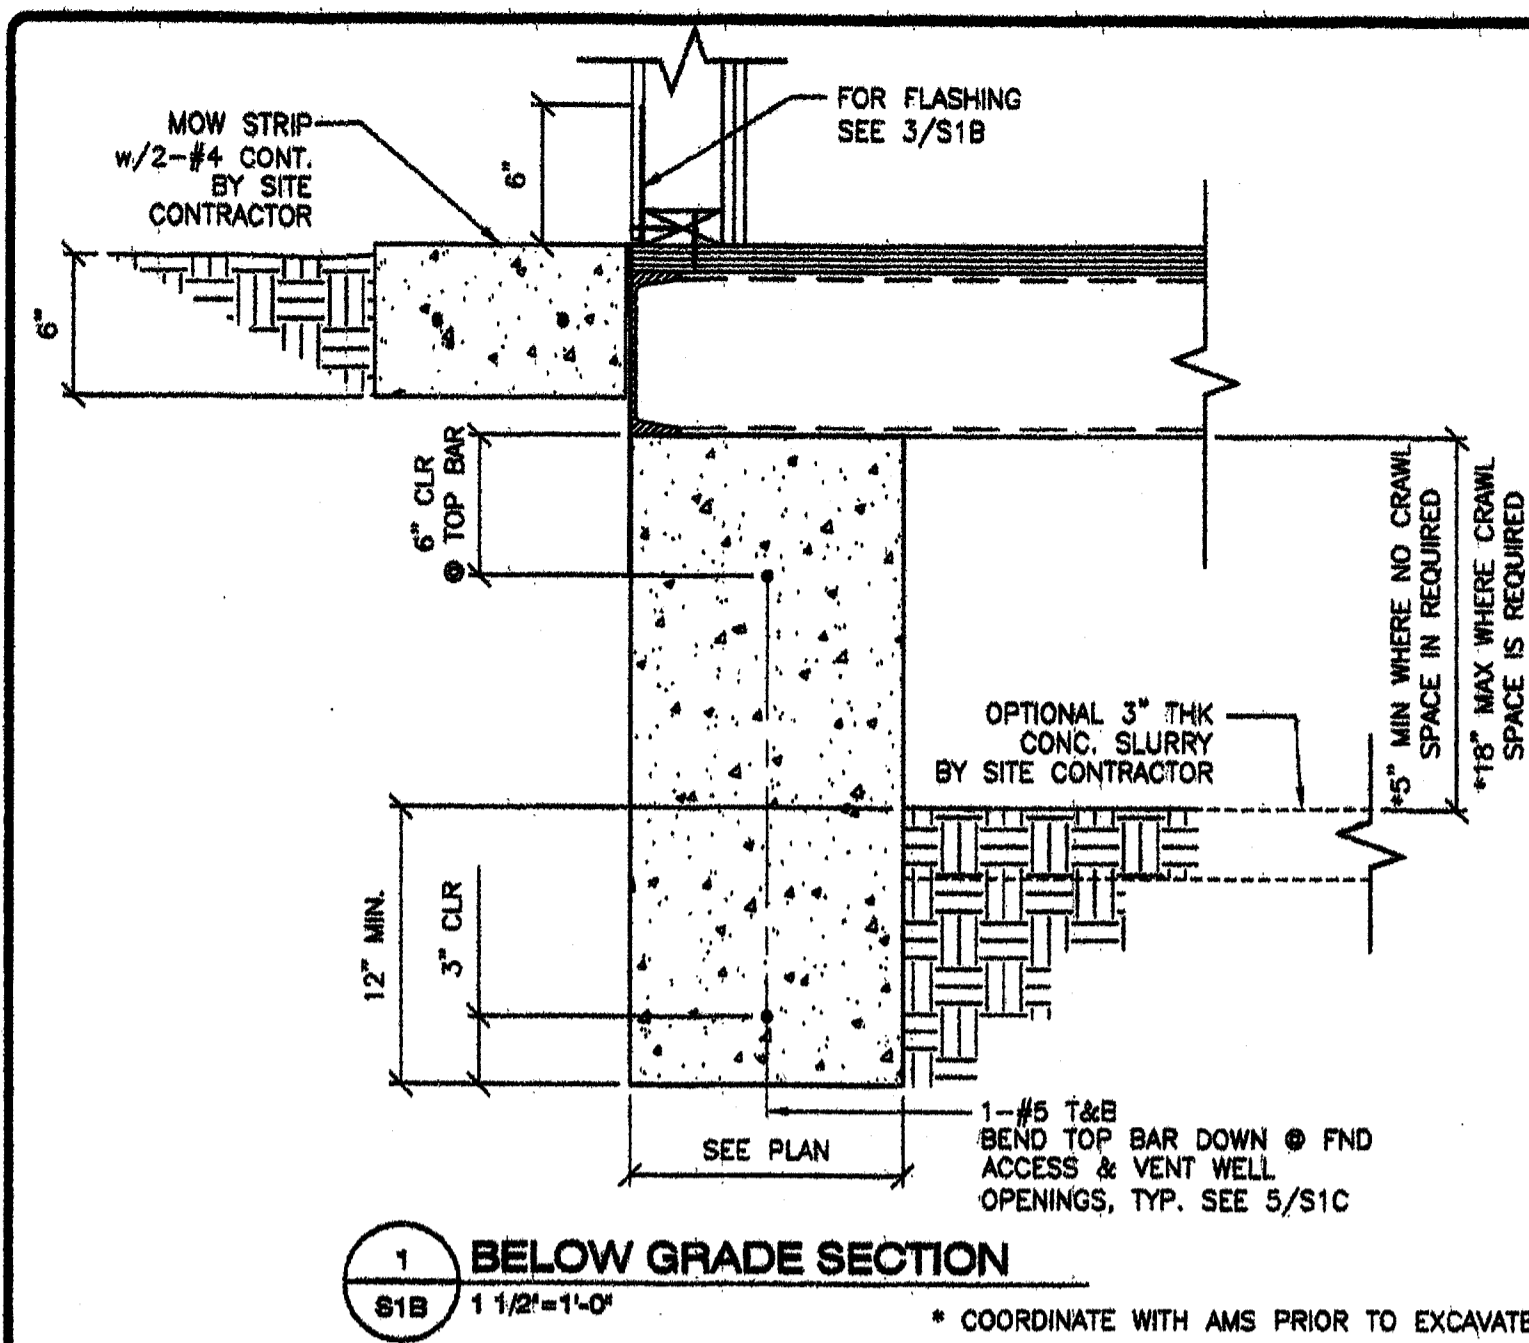 MOW STRIP
w/2-#4 CONT.
BY SITE
CONTRACTOR
6"
FOR FLASHING
SEE 3/S1B
6"
6" CLR
@ TOP BAR
*5" MIN WHERE NO CRAWL
SPACE IN REQUIRED
*18" MAX WHERE CRAWL
SPACE IS REQUIRED
OPTIONAL 3" THK
CONC. SLURRY
BY SITE CONTRACTOR
12" MIN.
3" CLR
SEE PLAN
1-#5 T&B
BEND TOP BAR DOWN @ FND
ACCESS & VENT WELL
OPENINGS, TYP. SEE 5/S1C
1
S1B
BELOW GRADE SECTION
1 1/2"=1'-0"
* COORDINATE WITH AMS PRIOR TO EXCAVATE